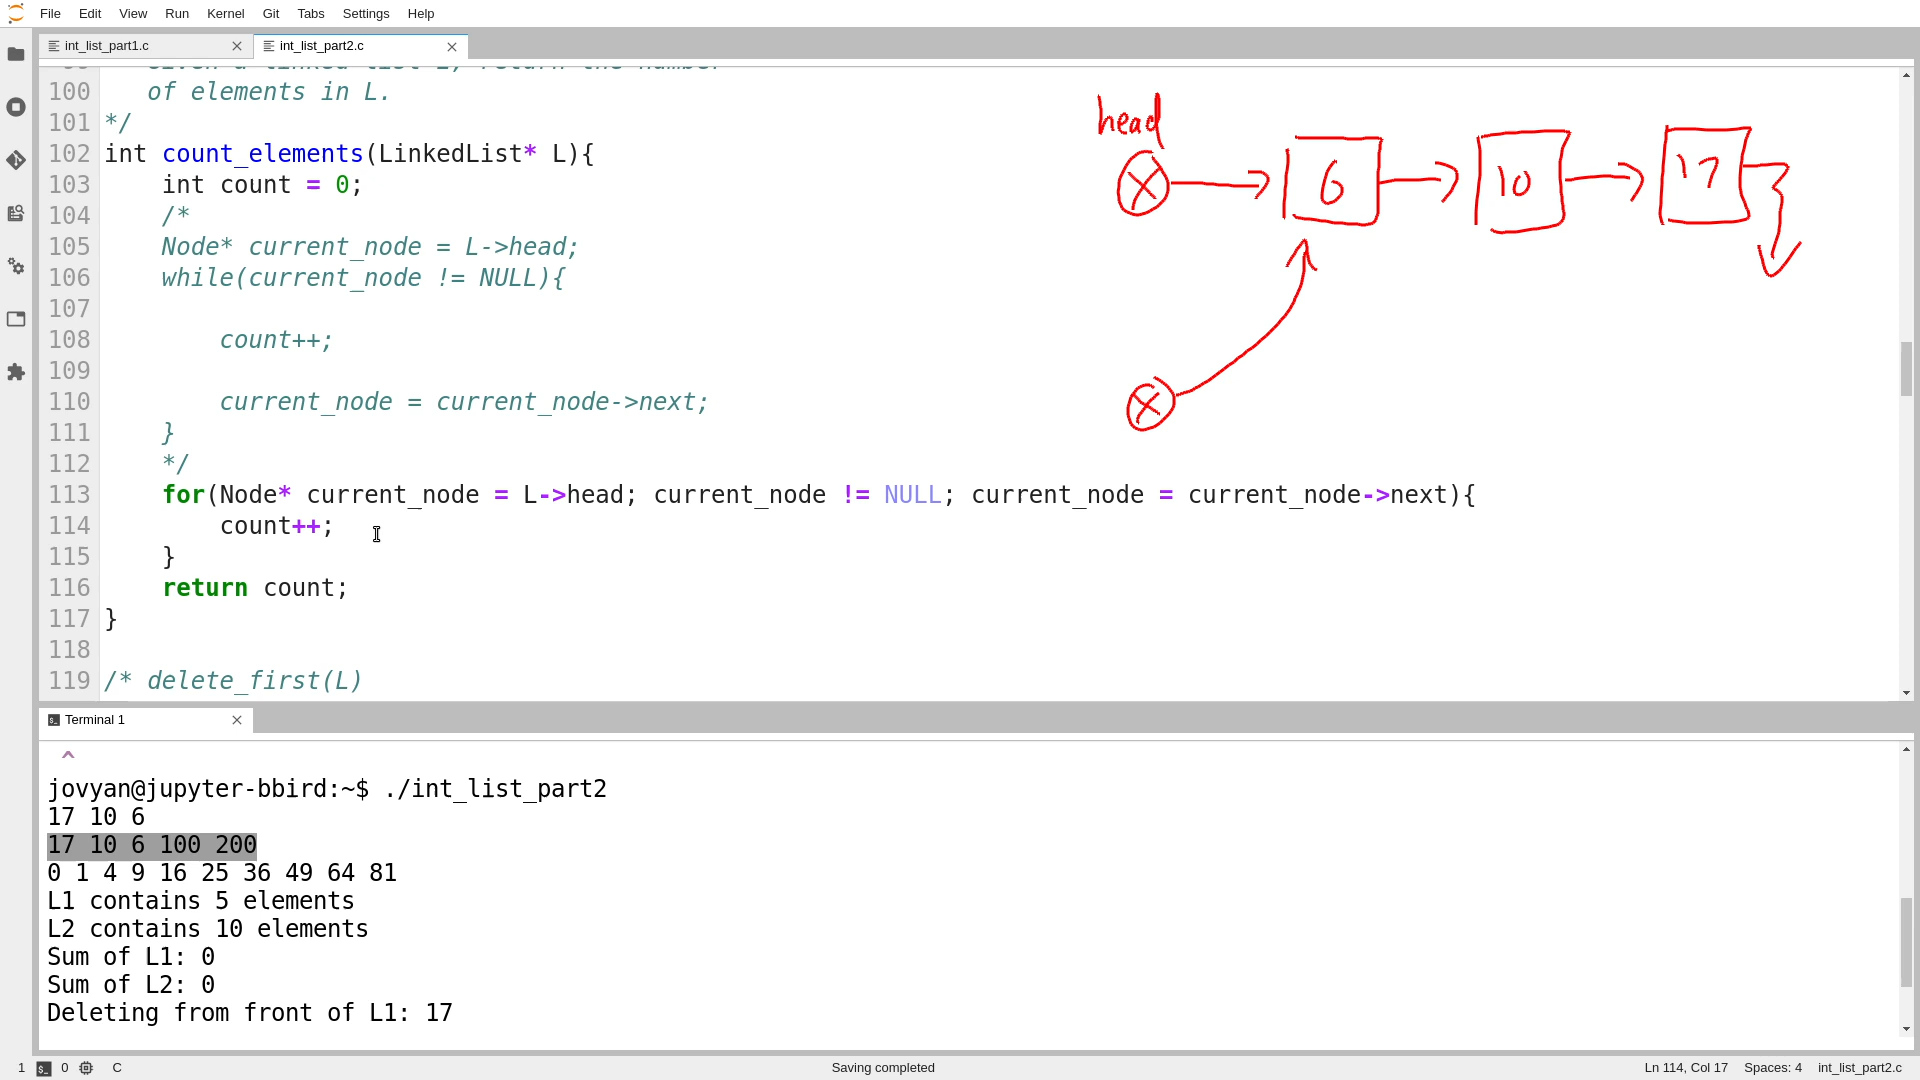 File Edit View Run Kernel Git Tabs Settings Help
int_list_part1.c int_list_part2.c
100 of elements in L.
101 */
102 int count_elements(LinkedList* L){
103 int count = 0;
104 /*
105 Node* current_node = L->head;
106 while(current_node != NULL){
107
108 count++;
109
110 current_node = current_node->next;
111 }
112 */
113 for(Node* current_node = L->head; current_node != NULL; current_node = current_node->next){
114 count++;
115 }
116 return count;
117 }
118
119 /* delete_first(L)
head
6 10 17
Terminal 1
^
jovyan@jupyter-bbird:~$ ./int_list_part2
17 10 6
17 10 6 100 200
0 1 4 9 16 25 36 49 64 81
L1 contains 5 elements
L2 contains 10 elements
Sum of L1: 0
Sum of L2: 0
Deleting from front of L1: 17
1 0 C Saving completed Ln 114, Col 17 Spaces: 4 int_list_part2.c